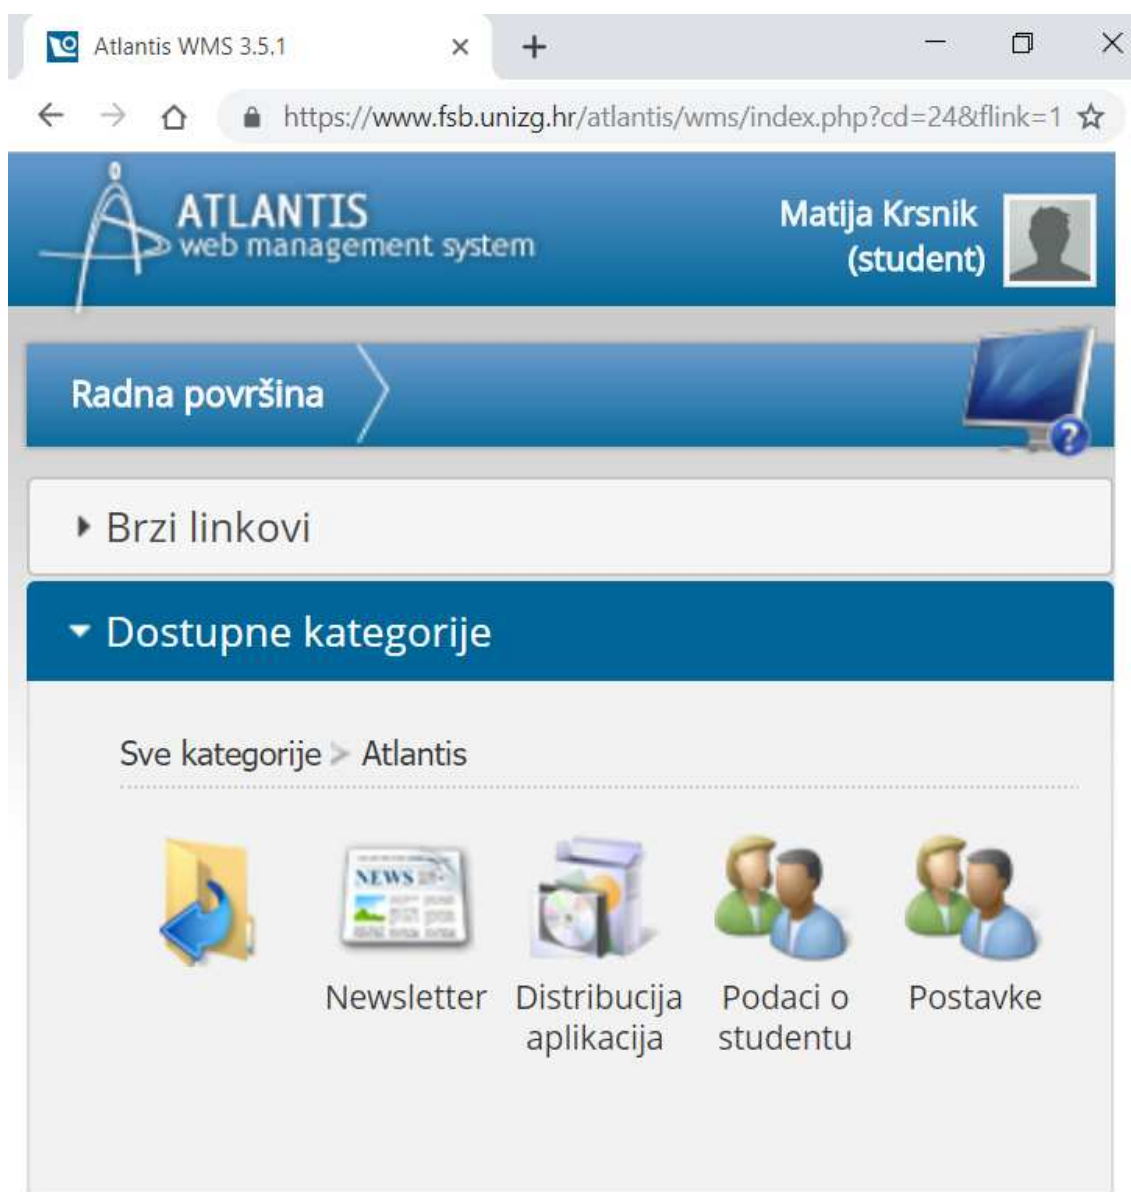 Atlantis WMS 3.5.1
https://www.fsb.unizg.hr/atlantis/wms/index.php?cd=24&flink=1
ATLANTIS
web management system
Matija Krsnik
(student)
Radna površina
?
Brzi linkovi
Dostupne kategorije
Sve kategorije > Atlantis
NEWS
Newsletter
Distribucija
aplikacija
Podaci o
studentu
Postavke